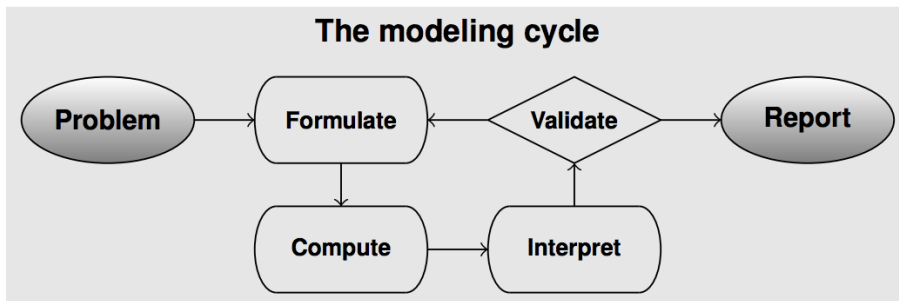 The modeling cycle
Problem
Formulate
Validate
Report
Compute
Interpret